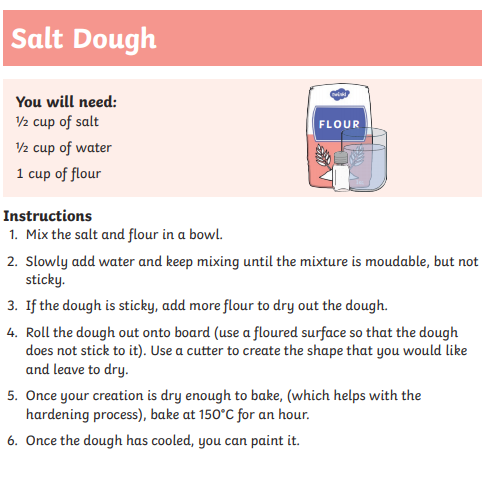 Salt Dough
You will need:
½ cup of salt
½ cup of water
1 cup of flour
twinkl
FLOUR
Instructions
1. Mix the salt and flour in a bowl.
2. Slowly add water and keep mixing until the mixture is moudable, but not
sticky.
3. If the dough is sticky, add more flour to dry out the dough.
4. Roll the dough out onto board (use a floured surface so that the dough
does not stick to it). Use a cutter to create the shape that you would like
and leave to dry.
5. Once your creation is dry enough to bake, (which helps with the
hardening process), bake at 150°C for an hour.
6. Once the dough has cooled, you can paint it.